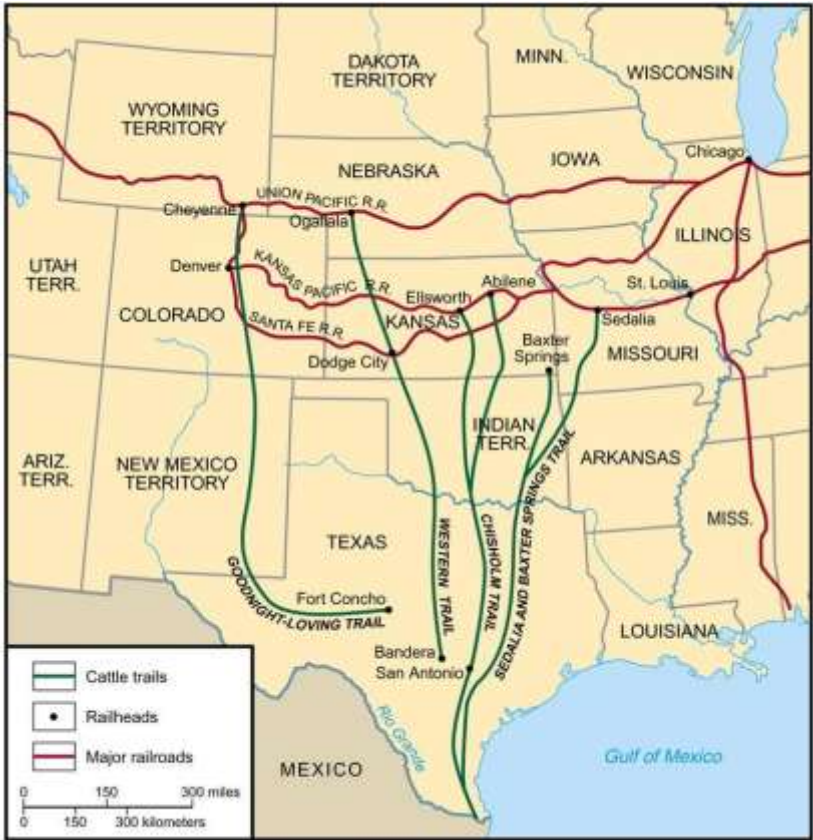 DAKOTA
TERRITORY
MINN.
WISCONSIN
WYOMING
TERRITORY
NEBRASKA
IOWA
Chicago
Cheyenne
UNION PACIFIC R.R.
Ogallala
ILLINOIS
UTAH
TERR.
Denver
KANSAS PACIFIC R.R.
Ellsworth
Abilene
St. Louis
COLORADO
SANTA FE R.R.
KANSAS
Sedalia
Dodge City
Baxter
Springs
MISSOURI
INDIAN
TERR.
ARIZ.
TERR.
NEW MEXICO
TERRITORY
ARKANSAS
TEXAS
MISS.
WESTERN TRAIL
CHISHOLM TRAIL
SEDALIA AND BAXTER SPRINGS TRAIL
GOODNIGHT-LOVING TRAIL
Fort Concho
Bandera
San Antonio
LOUISIANA
Rio Grande
MEXICO
Gulf of Mexico
Cattle trails
Railheads
Major railroads
0 150 300 miles
0 150 300 kilometers